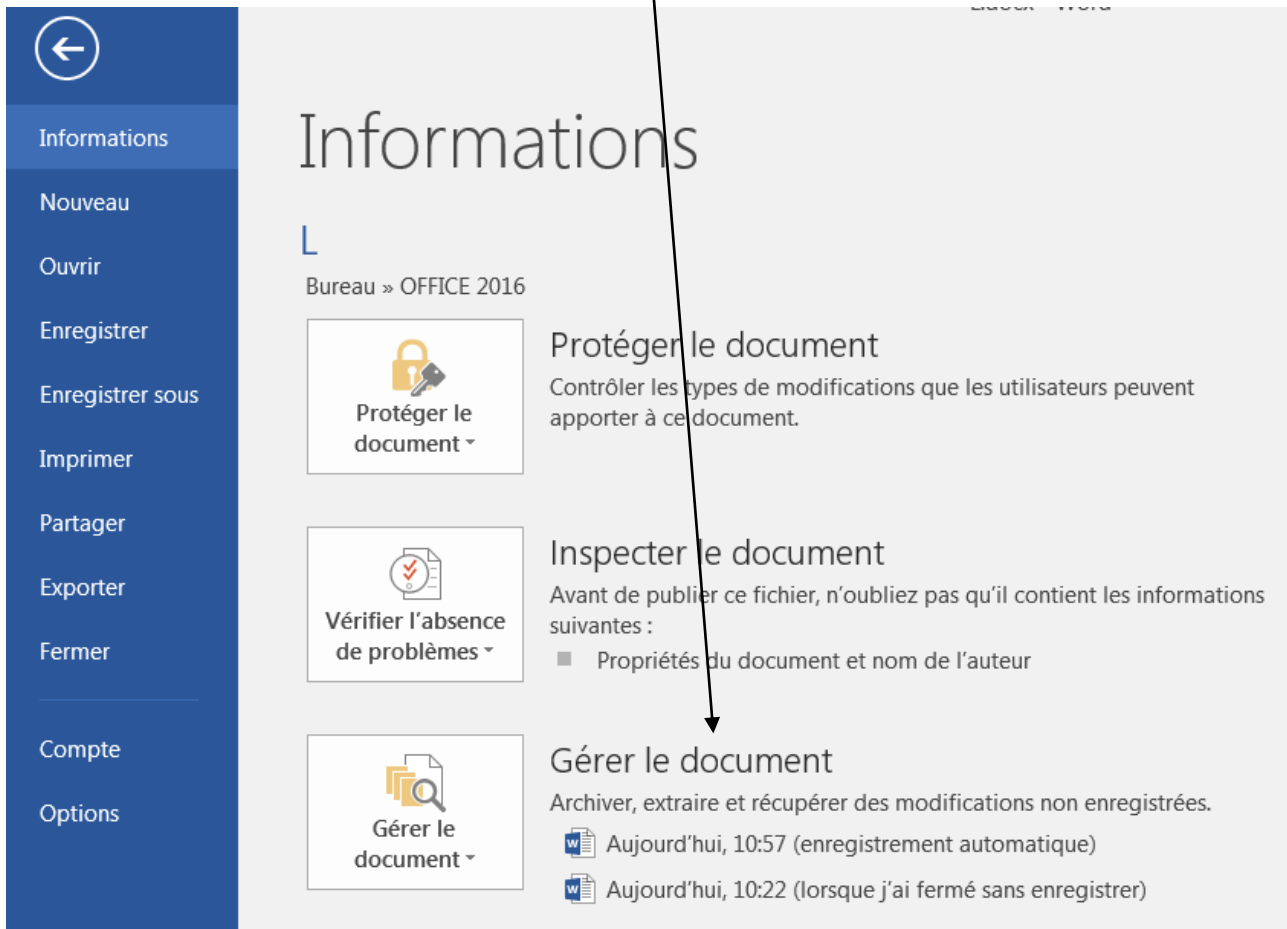 Informations
Nouveau
Ouvrir
Enregistrer
Enregistrer sous
Imprimer
Partager
Exporter
Fermer
Compte
Options
Informations
L
Bureau » OFFICE 2016
Protéger le
document
Protéger le document
Contrôler les types de modifications que les utilisateurs peuvent
apporter à ce document.
Vérifier l’absence
de problèmes
Inspecter le document
Avant de publier ce fichier, n’oubliez pas qu’il contient les informations
suivantes :
Propriétés du document et nom de l’auteur
Gérer le
document
Gérer le document
Archiver, extraire et récupérer des modifications non enregistrées.
Aujourd’hui, 10:57 (enregistrement automatique)
Aujourd’hui, 10:22 (lorsque j’ai fermé sans enregistrer)